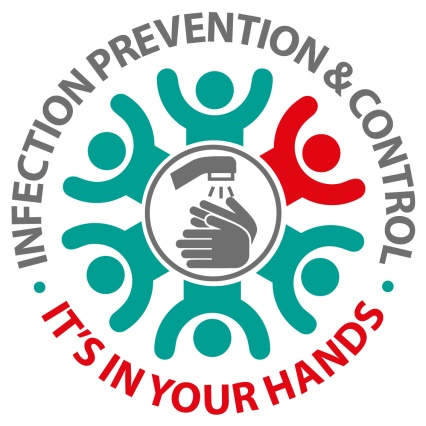 INFECTION PREVENTION & CONTROL
IT'S IN YOUR HANDS